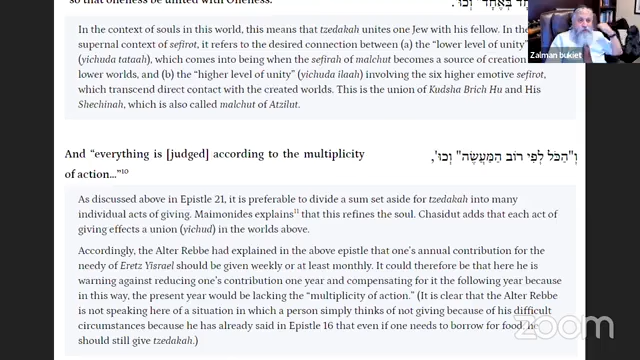 so that oneness be united with Oneness.
בְּאֶחָד" וְכוּ'.
In the context of souls in this world, this means that tzedakah unites one Jew with his fellow. In the
supernal context of sefirot, it refers to the desired connection between (a) the "lower level of unity"
(yichuda tataah), which comes into being when the sefirah of malchut becomes a source of creation
lower worlds, and (b) the "higher level of unity" (yichuda ilaah) involving the six higher emotive sefirot,
which transcend direct contact with the created worlds. This is the union of Kudsha Brich Hu and His
Shechinah, which is also called malchut of Atzilut.
Zalman bukiet
And "everything is [judged] according to the multiplicity
of action..."10
וְ"הַכֹּל לְפִי רוֹב הַמַּעֲשֶׂה" וְכוּ',
As discussed above in Epistle 21, it is preferable to divide a sum set aside for tzedakah into many
individual acts of giving. Maimonides explains11 that this refines the soul. Chasidut adds that each act of
giving effects a union (yichud) in the worlds above.
Accordingly, the Alter Rebbe had explained in the above epistle that one's annual contribution for the
needy of Eretz Yisrael should be given weekly or at least monthly. It could therefore be that here he is
warning against reducing one's contribution one year and compensating for it the following year because
in this way, the present year would be lacking the "multiplicity of action." (It is clear that the Alter Rebbe
is not speaking here of a situation in which a person simply thinks of not giving because of his difficult
circumstances because he has already said in Epistle 16 that even if one needs to borrow for food, he
should still give tzedakah.)
zoom